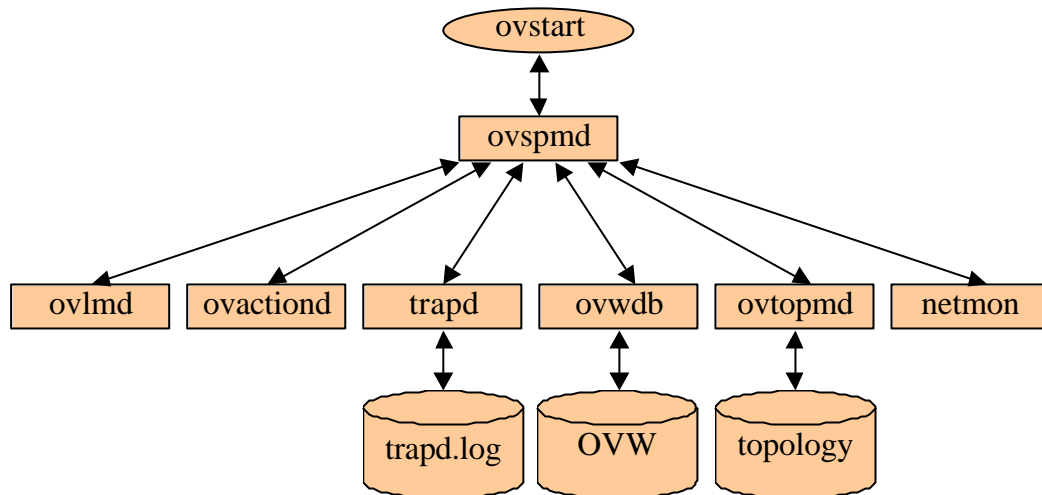 ovstart
ovspmd
ovlmd
ovactiond
trapd
ovwdb
ovtopmd
netmon
trapd.log
OVW
topology